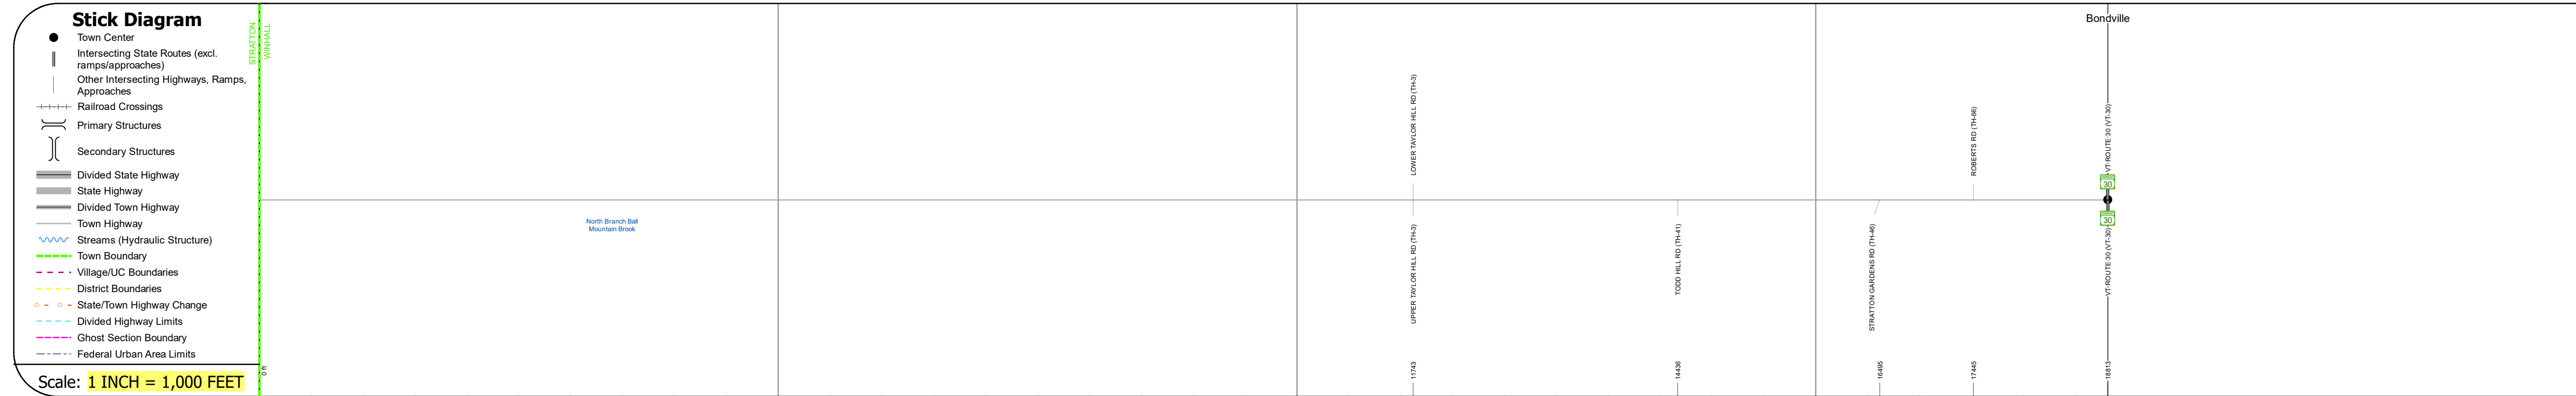 Stick Diagram
Town Center
Intersecting State Routes (excl.
ramps/approaches)
Other Intersecting Highways, Ramps,
Approaches
Railroad Crossings
Primary Structures
Secondary Structures
Divided State Highway
State Highway
Divided Town Highway
Town Highway
Streams (Hydraulic Structure)
Town Boundary
Village/UC Boundaries
District Boundaries
State/Town Highway Change
Divided Highway Limits
Ghost Section Boundary
Federal Urban Area Limits
Scale: 1 INCH = 1,000 FEET
STRATTON
WINHALL
0 ft
North Branch Ball
Mountain Brook
LOWER TAYLOR HILL RD (TH-3)
UPPER TAYLOR HILL RD (TH-3)
11743
TODD HILL RD (TH-41)
14436
STRATTON GARDENS RD (TH-46)
16495
ROBERTS RD (TH-66)
17445
Bondville
VT-ROUTE-30 (VT-30)
30
30
VT-ROUTE-30 (VT-30)
18813